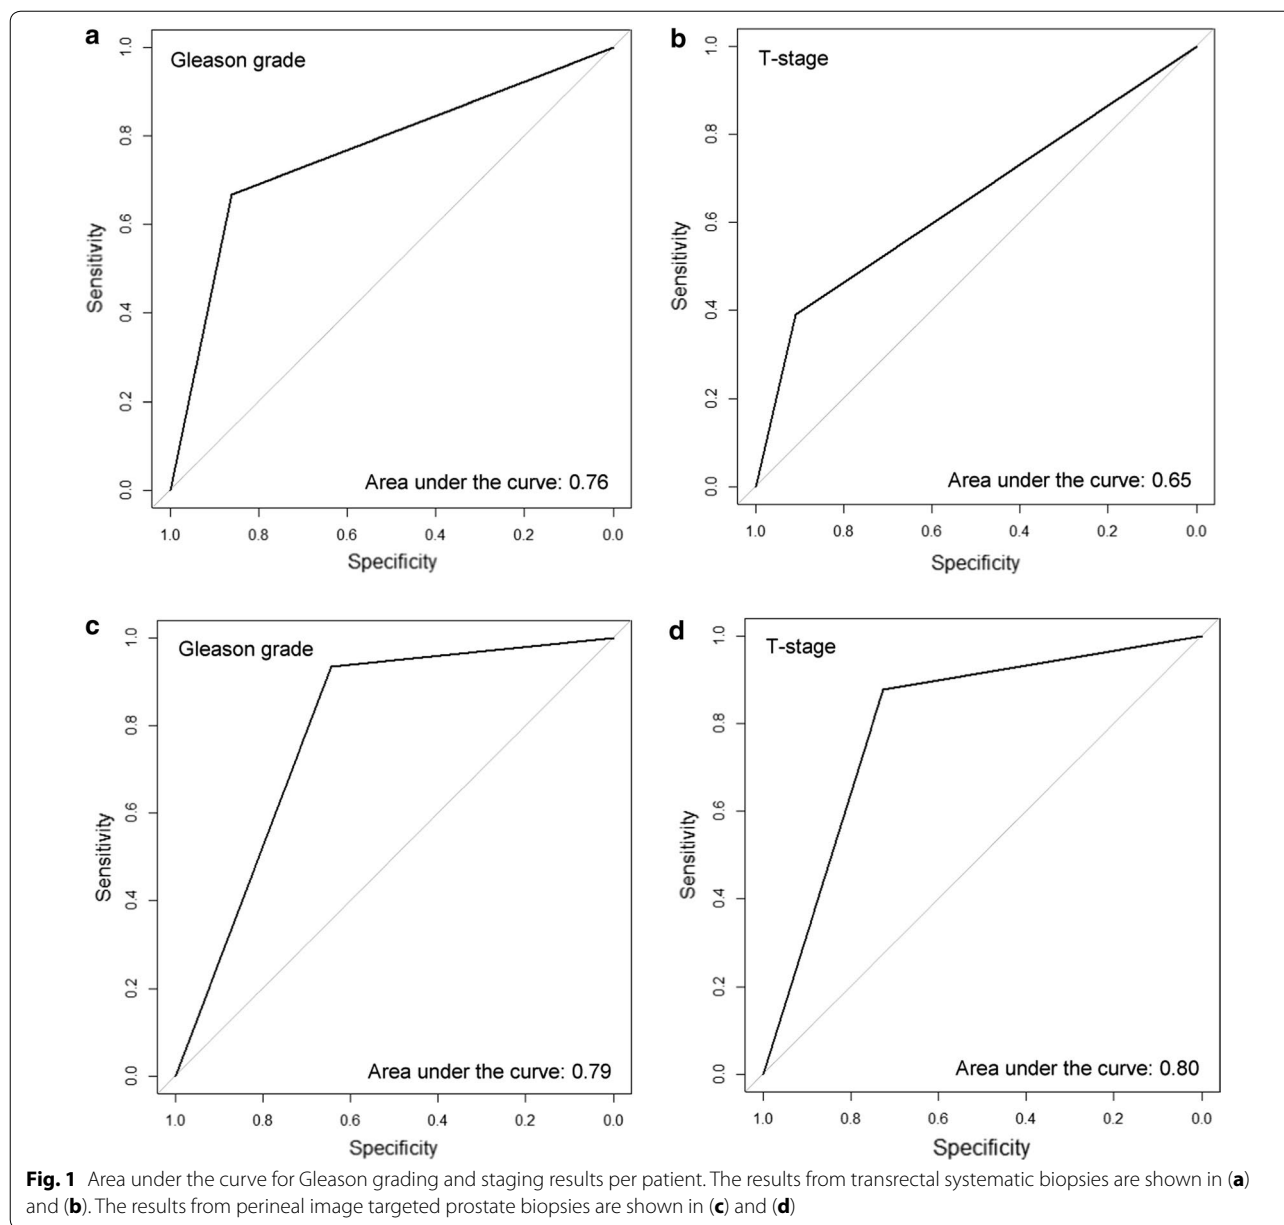 a
Gleason grade
1.0
0.8
0.6
0.4
0.2
0.0
Sensitivity
Area under the curve: 0.76
1.0 0.8 0.6 0.4 0.2 0.0
Specificity
b
T-stage
1.0
0.8
0.6
0.4
0.2
0.0
Sensitivity
Area under the curve: 0.65
1.0 0.8 0.6 0.4 0.2 0.0
Specificity
c
Gleason grade
1.0
0.8
0.6
0.4
0.2
0.0
Sensitivity
Area under the curve: 0.79
1.0 0.8 0.6 0.4 0.2 0.0
Specificity
d
T-stage
1.0
0.8
0.6
0.4
0.2
0.0
Sensitivity
Area under the curve: 0.80
1.0 0.8 0.6 0.4 0.2 0.0
Specificity
Fig. 1 Area under the curve for Gleason grading and staging results per patient. The results from transrectal systematic biopsies are shown in (a)
and (b). The results from perineal image targeted prostate biopsies are shown in (c) and (d)